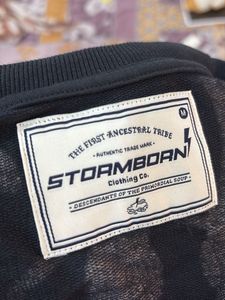 THE FIRST ANCESTRAL TRIBE
M
• AUTHENTIC TRADE MARK •
STORMBORN
Clothing Co.
DESCENDANTS OF THE PRIMORDIAL SOUP